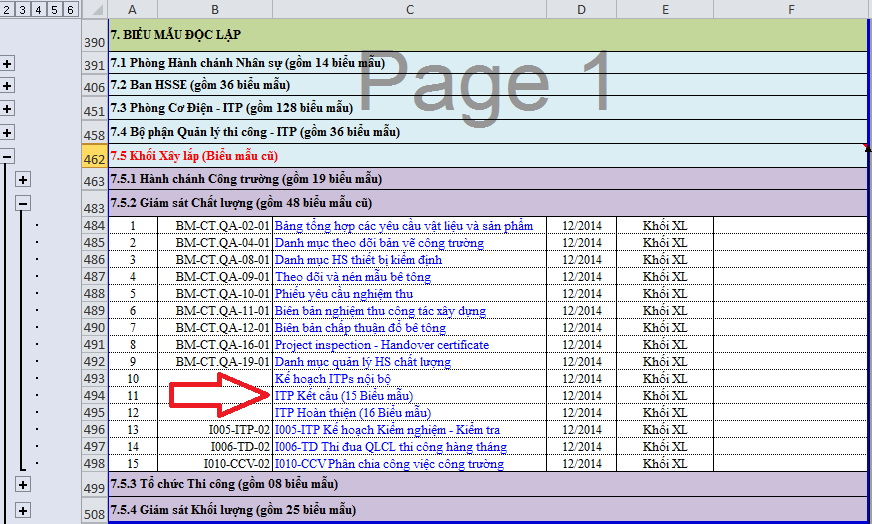 2 3 4 5 6
A B C D E F
390 7. BIỂU MẪU ĐỘC LẬP
391 7.1 Phòng Hành chánh Nhân sự (gồm 14 biểu mẫu)
Page 1
406 7.2 Ban HSSE (gồm 36 biểu mẫu)
451 7.3 Phòng Cơ Điện - ITP (gồm 128 biểu mẫu)
458 7.4 Bộ phận Quản lý thi công - ITP (gồm 36 biểu mẫu)
462 7.5 Khối Xây lắp (Biểu mẫu cũ)
463 7.5.1 Hành chánh Công trường (gồm 19 biểu mẫu)
483 7.5.2 Giám sát Chất lượng (gồm 48 biểu mẫu cũ)
484 1 BM-CT.QA-02-01 Bảng tổng hợp các yêu cầu vật liệu và sản phẩm 12/2014 Khối XL
485 2 BM-CT.QA-04-01 Danh mục theo dõi bản vẽ công trường 12/2014 Khối XL
486 3 BM-CT.QA-08-01 Danh mục HS thiết bị kiểm định 12/2014 Khối XL
487 4 BM-CT.QA-09-01 Theo dõi và nén mẫu bê tông 12/2014 Khối XL
488 5 BM-CT.QA-10-01 Phiếu yêu cầu nghiệm thu 12/2014 Khối XL
489 6 BM-CT.QA-11-01 Biên bản nghiệm thu công tác xây dựng 12/2014 Khối XL
490 7 BM-CT.QA-12-01 Biên bản chấp thuận đổ bê tông 12/2014 Khối XL
491 8 BM-CT.QA-16-01 Project inspection - Handover certificate 12/2014 Khối XL
492 9 BM-CT.QA-19-01 Danh mục quản lý HS chất lượng 12/2014 Khối XL
493 10 Kế hoạch ITPs nội bộ 12/2014 Khối XL
494 11 ITP Kết cấu (15 Biểu mẫu) 12/2014 Khối XL
495 12 ITP Hoàn thiện (16 Biểu mẫu) 12/2014 Khối XL
496 13 I005-ITP-02 I005-ITP Kế hoạch Kiểm nghiệm - Kiểm tra 12/2014 Khối XL
497 14 I006-TD-02 I006-TD Thi đua QLCL thi công hàng tháng 12/2014 Khối XL
498 15 I010-CCV-02 I010-CCV Phân chia công việc công trường 12/2014 Khối XL
499 7.5.3 Tổ chức Thi công (gồm 08 biểu mẫu)
508 7.5.4 Giám sát Khối lượng (gồm 25 biểu mẫu)